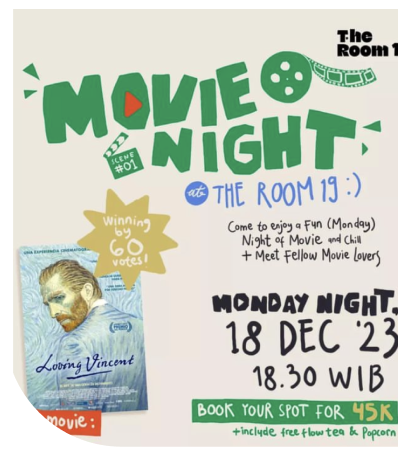 The
Room 1
MOVIE
NIGHT
SCENE
#01
at THE ROOM 19 :)
Come to enjoy a Fun (Monday)
Night of Movie and Chill
+ Meet Fellow Movie Lovers
winning
by
60
votes!
Loving Vincent
movie:
MONDAY NIGHT,
18 DEC '23
18.30 WIB
BOOK YOUR SPOT FOR 45K
+include free flow tea & Popcorn